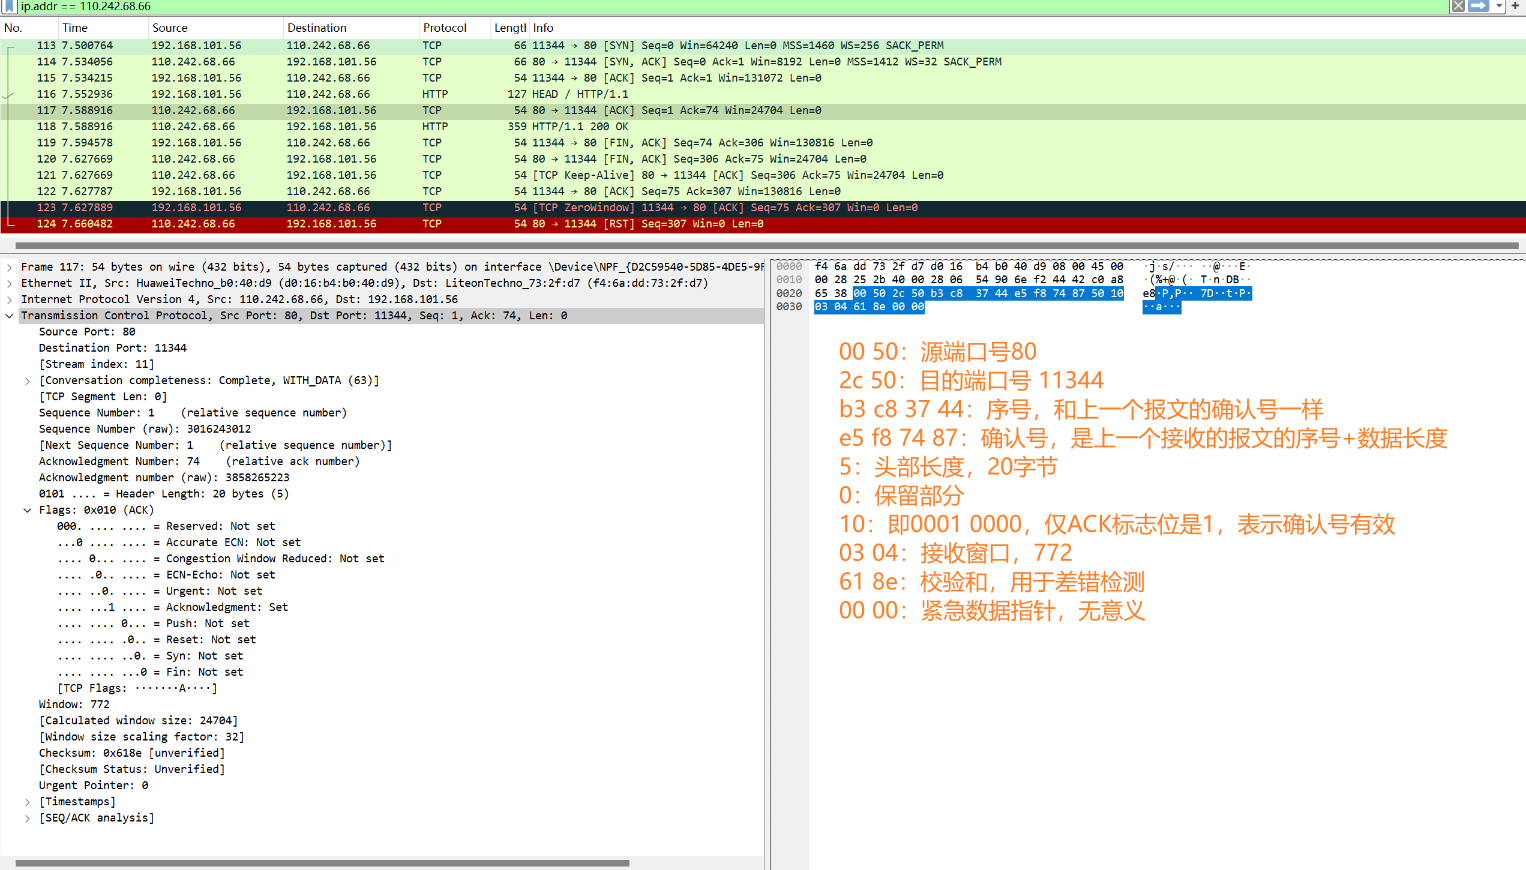 ip.addr == 110.242.68.66
No. Time Source Destination Protocol Length Info
113 7.500764 192.168.101.56 110.242.68.66 TCP 66 11344 → 80 [SYN] Seq=0 Win=64240 Len=0 MSS=1460 WS=256 SACK_PERM
114 7.534056 110.242.68.66 192.168.101.56 TCP 66 80 → 11344 [SYN, ACK] Seq=0 Ack=1 Win=8192 Len=0 MSS=1412 WS=32 SACK_PERM
115 7.534215 192.168.101.56 110.242.68.66 TCP 54 11344 → 80 [ACK] Seq=1 Ack=1 Win=131072 Len=0
116 7.552936 192.168.101.56 110.242.68.66 HTTP 127 HEAD / HTTP/1.1
117 7.588916 110.242.68.66 192.168.101.56 TCP 54 80 → 11344 [ACK] Seq=1 Ack=74 Win=24704 Len=0
118 7.588916 110.242.68.66 192.168.101.56 HTTP 359 HTTP/1.1 200 OK
119 7.594578 192.168.101.56 110.242.68.66 TCP 54 11344 → 80 [FIN, ACK] Seq=74 Ack=306 Win=130816 Len=0
120 7.627669 110.242.68.66 192.168.101.56 TCP 54 80 → 11344 [FIN, ACK] Seq=306 Ack=75 Win=24704 Len=0
121 7.627669 110.242.68.66 192.168.101.56 TCP 54 [TCP Keep-Alive] 80 → 11344 [ACK] Seq=306 Ack=75 Win=24704 Len=0
122 7.627787 192.168.101.56 110.242.68.66 TCP 54 11344 → 80 [ACK] Seq=75 Ack=307 Win=130816 Len=0
123 7.627889 192.168.101.56 110.242.68.66 TCP 54 [TCP ZeroWindow] 11344 → 80 [ACK] Seq=75 Ack=307 Win=0 Len=0
124 7.660482 110.242.68.66 192.168.101.56 TCP 54 80 → 11344 [RST] Seq=307 Win=0 Len=0
Frame 117: 54 bytes on wire (432 bits), 54 bytes captured (432 bits) on interface \Device\NPF_{D2C59540-5D85-4DE5-9F
Ethernet II, Src: HuaweiTechno_b0:40:d9 (d0:16:b4:b0:40:d9), Dst: LiteonTechno_73:2f:d7 (f4:6a:dd:73:2f:d7)
Internet Protocol Version 4, Src: 110.242.68.66, Dst: 192.168.101.56
Transmission Control Protocol, Src Port: 80, Dst Port: 11344, Seq: 1, Ack: 74, Len: 0
Source Port: 80
Destination Port: 11344
[Stream index: 11]
[Conversation completeness: Complete, WITH_DATA (63)]
[TCP Segment Len: 0]
Sequence Number: 1 (relative sequence number)
Sequence Number (raw): 3016243012
[Next Sequence Number: 1 (relative sequence number)]
Acknowledgment Number: 74 (relative ack number)
Acknowledgment number (raw): 3858265223
0101 .... = Header Length: 20 bytes (5)
Flags: 0x010 (ACK)
000. .... .... = Reserved: Not set
...0 .... .... = Accurate ECN: Not set
.... 0... .... = Congestion Window Reduced: Not set
.... .0.. .... = ECN-Echo: Not set
.... ..0. .... = Urgent: Not set
.... ...1 .... = Acknowledgment: Set
.... .... 0... = Push: Not set
.... .... .0.. = Reset: Not set
.... .... ..0. = Syn: Not set
.... .... ...0 = Fin: Not set
[TCP Flags: ·······A····]
Window: 772
[Calculated window size: 24704]
[Window size scaling factor: 32]
Checksum: 0x618e [unverified]
[Checksum Status: Unverified]
Urgent Pointer: 0
[Timestamps]
[SEQ/ACK analysis]
0000 f4 6a dd 73 2f d7 d0 16 b4 b0 40 d9 08 00 45 00 ·j·s/··· ··@···E·
0010 00 28 25 2b 40 00 28 06 54 90 6e f2 44 42 c0 a8 ·(%+@·(· T·n·DB··
0020 65 38 00 50 2c 50 b3 c8 37 44 e5 f8 74 87 50 10 e8·P,P·· 7D··t·P·
0030 03 04 61 8e 00 00 ··a···
00 50：源端口号80
2c 50：目的端口号 11344
b3 c8 37 44：序号，和上一个报文的确认号一样
e5 f8 74 87：确认号，是上一个接收的报文的序号+数据长度
5：头部长度，20字节
0：保留部分
10：即0001 0000，仅ACK标志位是1，表示确认号有效
03 04：接收窗口，772
61 8e：校验和，用于差错检测
00 00：紧急数据指针，无意义